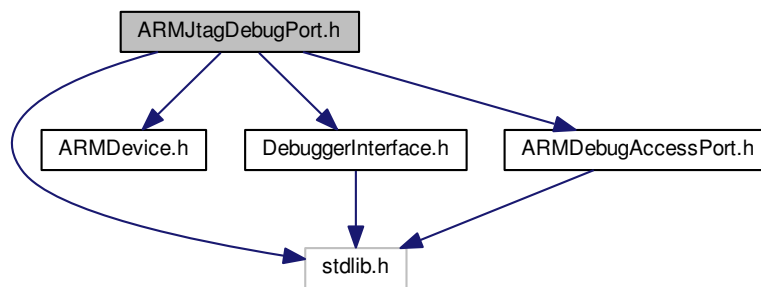 ARMJtagDebugPort.h
ARMDevice.h
DebuggerInterface.h
ARMDebugAccessPort.h
stdlib.h